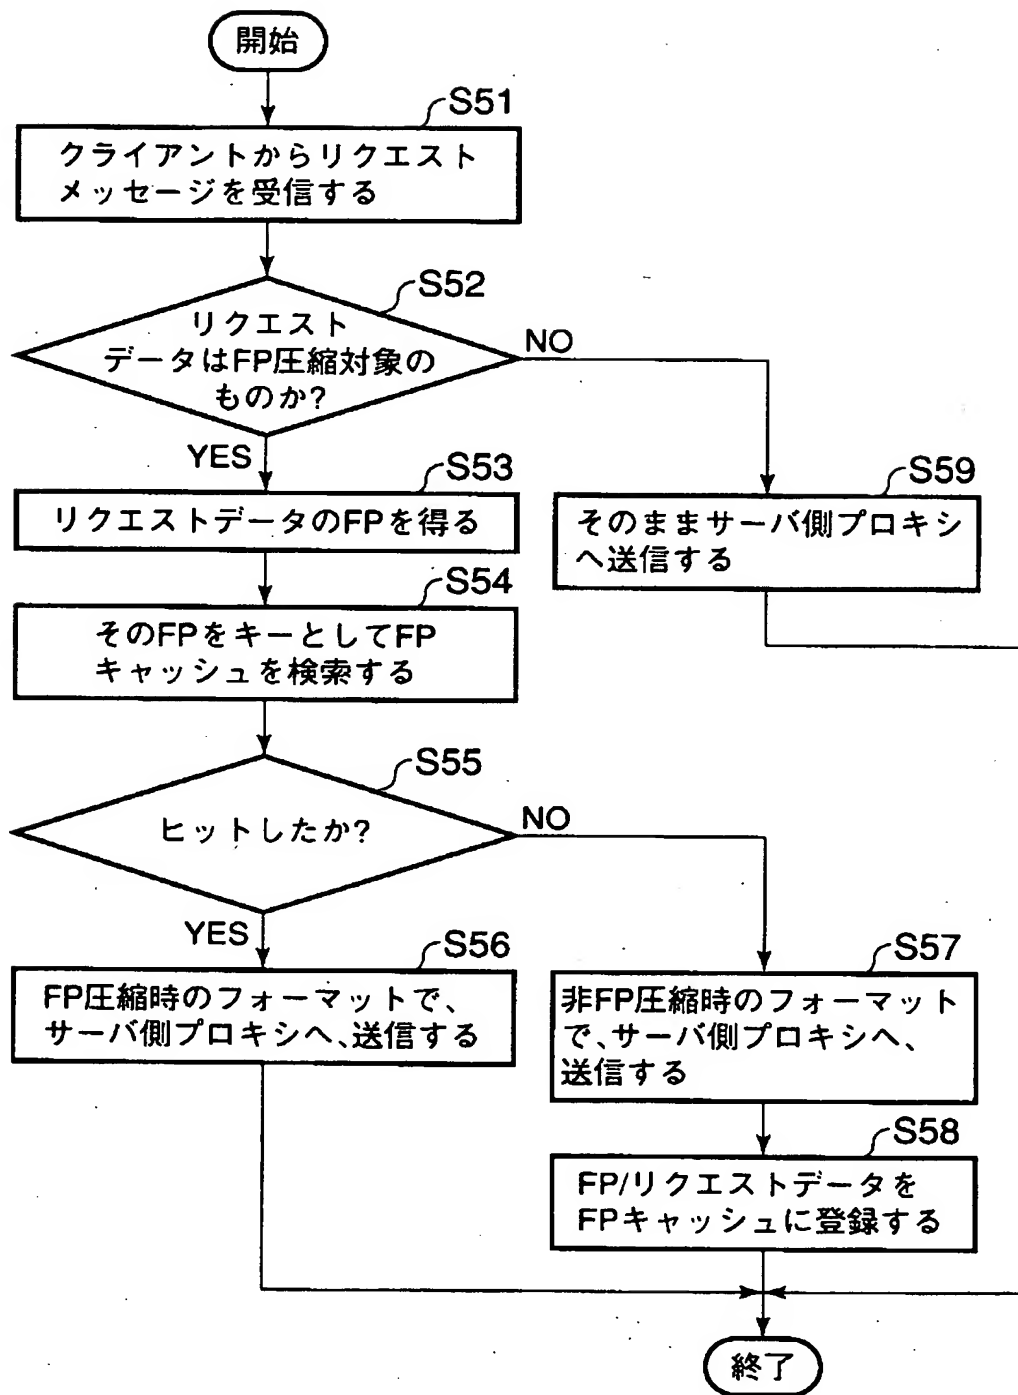 開始
S51
クライアントからリクエスト
メッセージを受信する
S52
リクエスト
データはFP圧縮対象の
ものか?
NO
YES
S53
リクエストデータのFPを得る
S59
そのままサーバ側プロキシ
へ送信する
S54
そのFPをキーとしてFP
キャッシュを検索する
S55
ヒットしたか?
NO
YES
S56
FP圧縮時のフォーマットで、
サーバ側プロキシへ、送信する
S57
非FP圧縮時のフォーマット
で、サーバ側プロキシへ、
送信する
S58
FP/リクエストデータを
FPキャッシュに登録する
終了